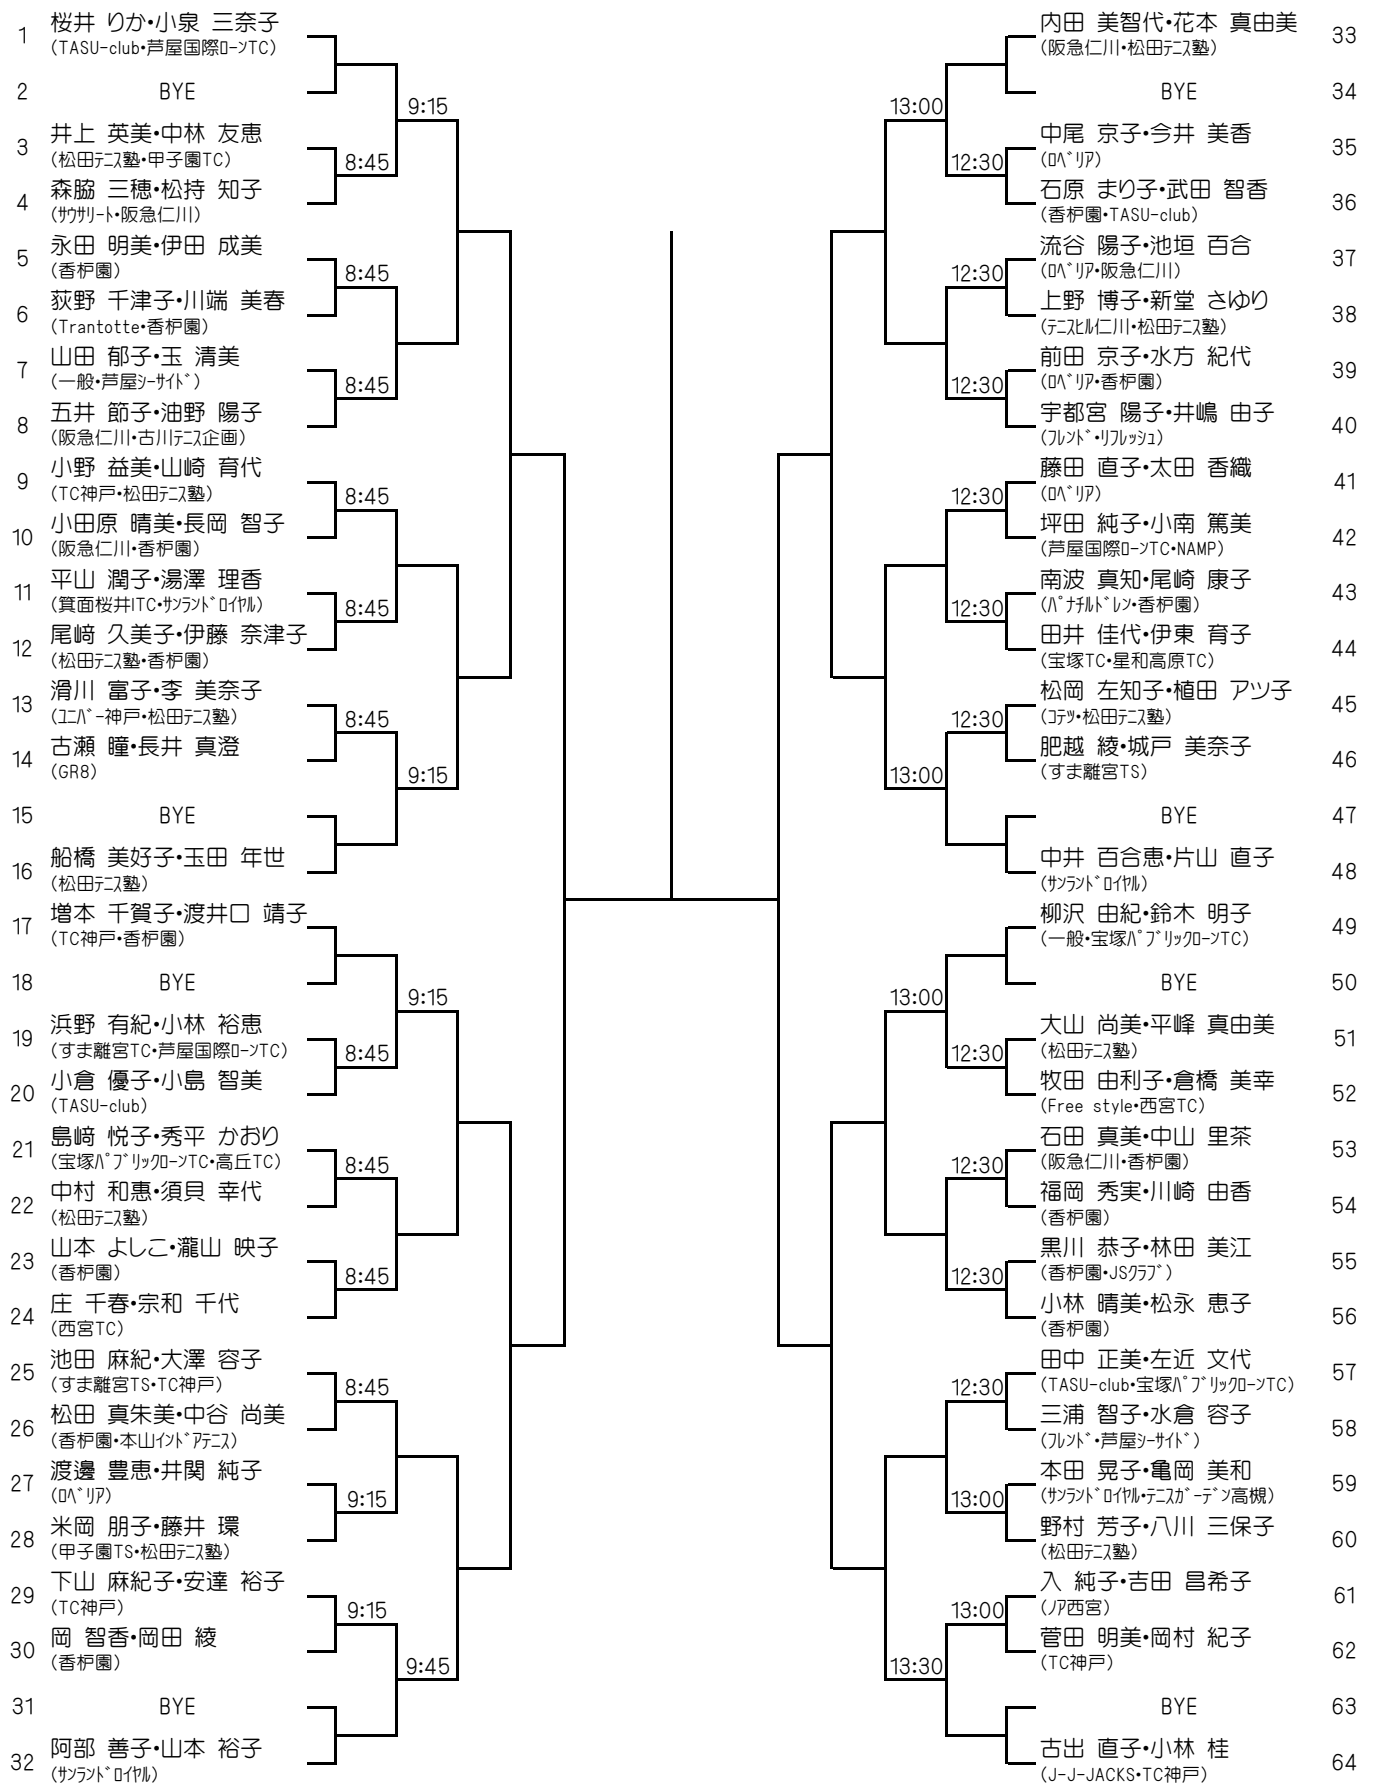 1 桜井 りか・小泉 三奈子
(TASU-club・芦屋国際ﾛｰﾝTC)
2 BYE
9:15
3 井上 英美・中林 友恵
(松田ﾃﾆｽ塾・甲子園TC)
8:45
4 森脇 三穂・松持 知子
(ｻｳｻﾘｰﾄ・阪急仁川)
5 永田 明美・伊田 成美
(香枦園)
8:45
6 荻野 千津子・川端 美春
(Trantotte・香枦園)
7 山田 郁子・玉 清美
(一般・芦屋ｼｰｻｲﾄﾞ)
8:45
8 五井 節子・油野 陽子
(阪急仁川・古川ﾃﾆｽ企画)
9 小野 益美・山崎 育代
(TC神戸・松田ﾃﾆｽ塾)
8:45
10 小田原 晴美・長岡 智子
(阪急仁川・香枦園)
11 平山 潤子・湯澤 理香
(箕面桜井ITC・ｻﾝﾗﾝﾄﾞﾛｲﾔﾙ)
8:45
12 尾﨑 久美子・伊藤 奈津子
(松田ﾃﾆｽ塾・香枦園)
13 滑川 富子・李 美奈子
(ﾕﾆﾊﾞｰ神戸・松田ﾃﾆｽ塾)
8:45
14 古瀬 瞳・長井 真澄
(GR8)
9:15
15 BYE
16 船橋 美好子・玉田 年世
(松田ﾃﾆｽ塾)
17 増本 千賀子・渡井口 靖子
(TC神戸・香枦園)
18 BYE
9:15
19 浜野 有紀・小林 裕恵
(すま離宮TC・芦屋国際ﾛｰﾝTC)
8:45
20 小倉 優子・小島 智美
(TASU-club)
21 島﨑 悦子・秀平 かおり
(宝塚ﾊﾟﾌﾞﾘｯｸﾛｰﾝTC・高丘TC)
8:45
22 中村 和惠・須貝 幸代
(松田ﾃﾆｽ塾)
23 山本 よしこ・瀧山 映子
(香枦園)
8:45
24 庄 千春・宗和 千代
(西宮TC)
25 池田 麻紀・大澤 容子
(すま離宮TS・TC神戸)
8:45
26 松田 真朱美・中谷 尚美
(香枦園・本山ｲﾝﾄﾞｱﾃﾆｽ)
27 渡邊 豊恵・井関 純子
(ﾛﾍﾞﾘｱ)
9:15
28 米岡 朋子・藤井 環
(甲子園TS・松田ﾃﾆｽ塾)
29 下山 麻紀子・安達 裕子
(TC神戸)
9:15
30 岡 智香・岡田 綾
(香枦園)
9:45
31 BYE
32 阿部 善子・山本 裕子
(ｻﾝﾗﾝﾄﾞﾛｲﾔﾙ)
内田 美智代・花本 真由美 33
(阪急仁川・松田ﾃﾆｽ塾)
BYE 34
13:00
中尾 京子・今井 美香 35
(ﾛﾍﾞﾘｱ)
12:30
石原 まり子・武田 智香 36
(香枦園・TASU-club)
流谷 陽子・池垣 百合 37
(ﾛﾍﾞﾘｱ・阪急仁川)
12:30
上野 博子・新堂 さゆり 38
(ﾃﾆｽﾋﾙ仁川・松田ﾃﾆｽ塾)
前田 京子・水方 紀代 39
(ﾛﾍﾞﾘｱ・香枦園)
12:30
宇都宮 陽子・井嶋 由子 40
(ﾌﾚﾝﾄﾞ・ﾘﾌﾚｯｼｭ)
藤田 直子・太田 香織 41
(ﾛﾍﾞﾘｱ)
12:30
坪田 純子・小南 篤美 42
(芦屋国際ﾛｰﾝTC・NAMP)
南波 真知・尾崎 康子 43
(ﾊﾟﾅﾁﾙﾄﾞﾚﾝ・香枦園)
12:30
田井 佳代・伊東 育子 44
(宝塚TC・星和高原TC)
松岡 左知子・植田 アツ子 45
(ｺﾃﾂ・松田ﾃﾆｽ塾)
12:30
肥越 綾・城戸 美奈子 46
(すま離宮TS)
13:00
BYE 47
中井 百合恵・片山 直子 48
(ｻﾝﾗﾝﾄﾞﾛｲﾔﾙ)
柳沢 由紀・鈴木 明子 49
(一般・宝塚ﾊﾟﾌﾞﾘｯｸﾛｰﾝTC)
BYE 50
13:00
大山 尚美・平峰 真由美 51
(松田ﾃﾆｽ塾)
12:30
牧田 由利子・倉橋 美幸 52
(Free style・西宮TC)
石田 真美・中山 里茶 53
(阪急仁川・香枦園)
12:30
福岡 秀実・川崎 由香 54
(香枦園)
黒川 恭子・林田 美江 55
(香枦園・JSｸﾗﾌﾞ)
12:30
小林 晴美・松永 恵子 56
(香枦園)
田中 正美・左近 文代 57
(TASU-club・宝塚ﾊﾟﾌﾞﾘｯｸﾛｰﾝTC)
12:30
三浦 智子・水倉 容子 58
(ﾌﾚﾝﾄﾞ・芦屋ｼｰｻｲﾄﾞ)
本田 晃子・亀岡 美和 59
(ｻﾝﾗﾝﾄﾞﾛｲﾔﾙ・ﾃﾆｽｶﾞｰﾃﾞﾝ高槻)
13:00
野村 芳子・八川 三保子 60
(松田ﾃﾆｽ塾)
入 純子・吉田 昌希子 61
(ﾉｱ西宮)
13:00
菅田 明美・岡村 紀子 62
(TC神戸)
13:30
BYE 63
古出 直子・小林 桂 64
(J-J-JACKS・TC神戸)